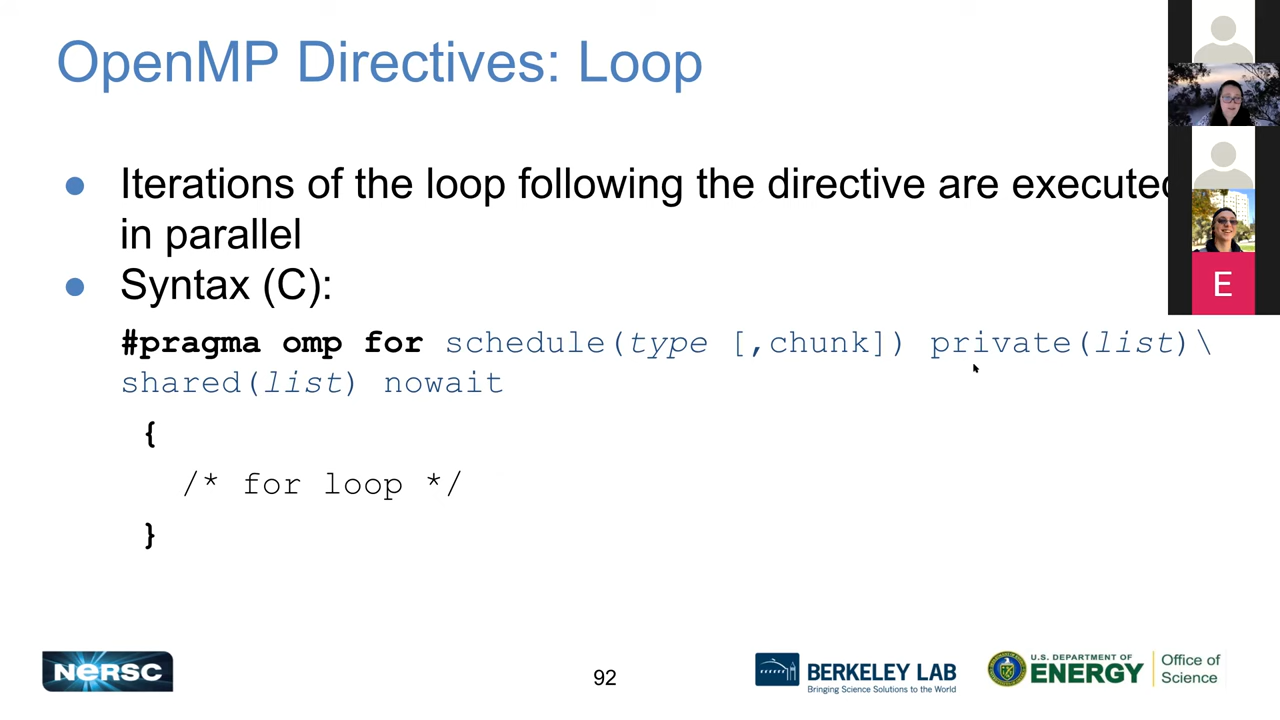 OpenMP Directives: Loop
● Iterations of the loop following the directive are executed
in parallel
● Syntax (C):
#pragma omp for schedule(type [,chunk]) private(list)\
shared(list) nowait
{
/* for loop */
}
E
NERSC
92
BERKELEY LAB
Bringing Science Solutions to the World
U.S. DEPARTMENT OF
ENERGY
Office of
Science